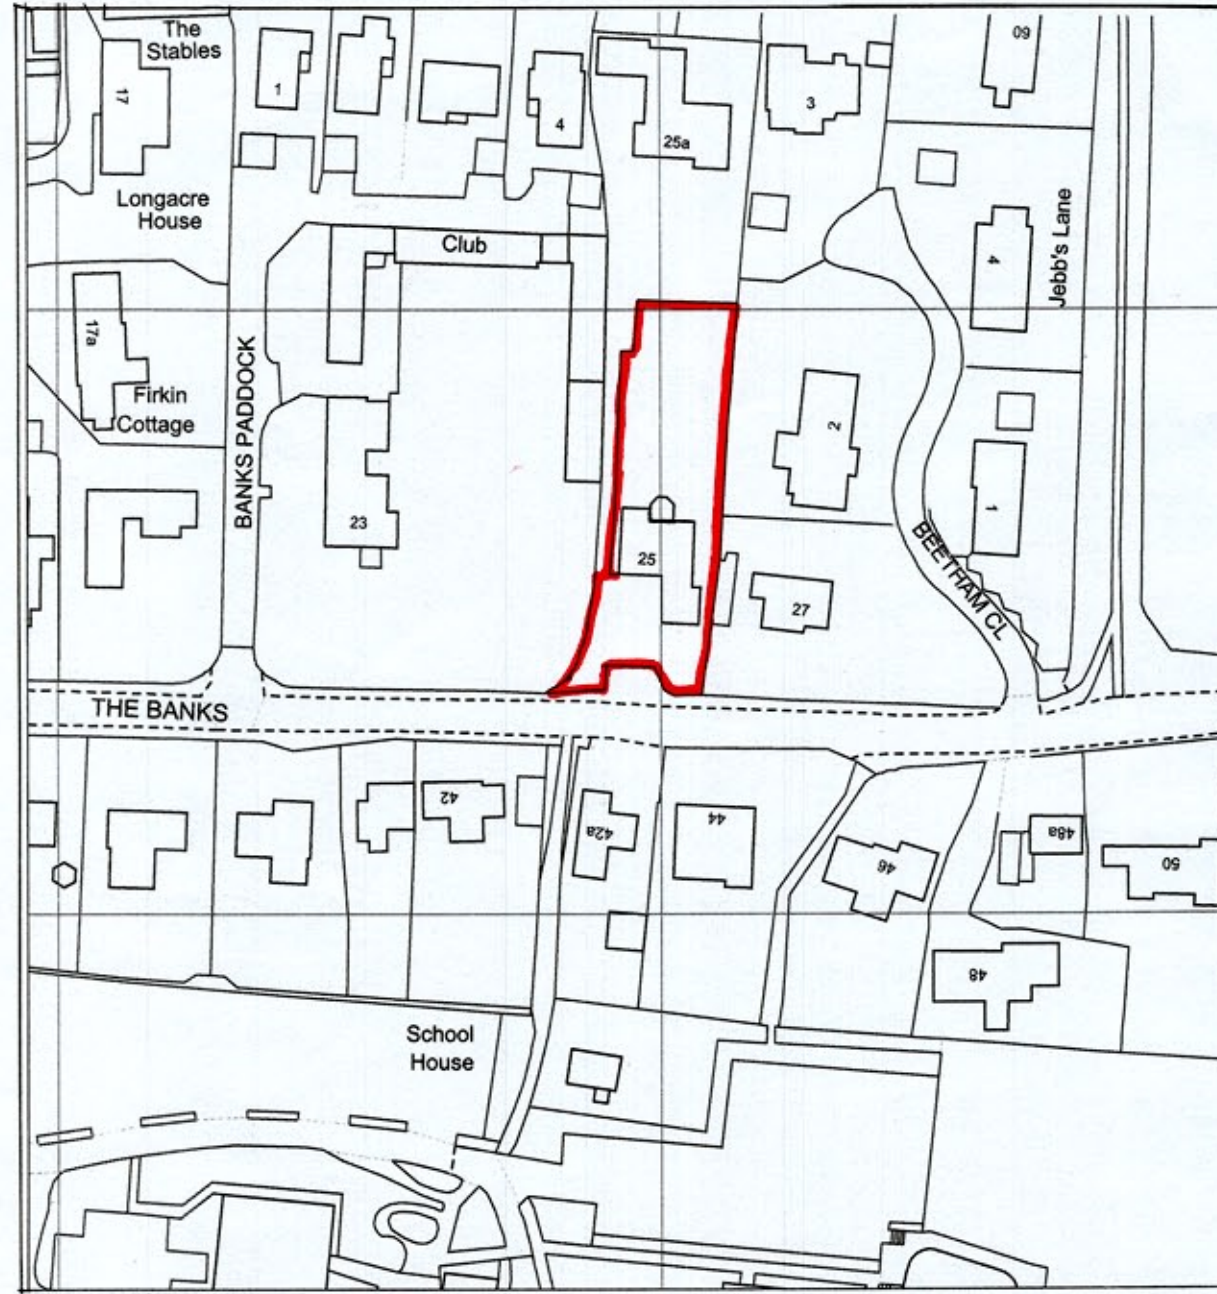 The
Stables
17
1
4
25a
3
60
Longacre
House
Club
4
Jebb's Lane
17a
Firkin
Cottage
BANKS PADDOCK
23
25
2
27
1
BEETHAM CL
THE BANKS
42
42a
44
46
48a
50
48
School
House